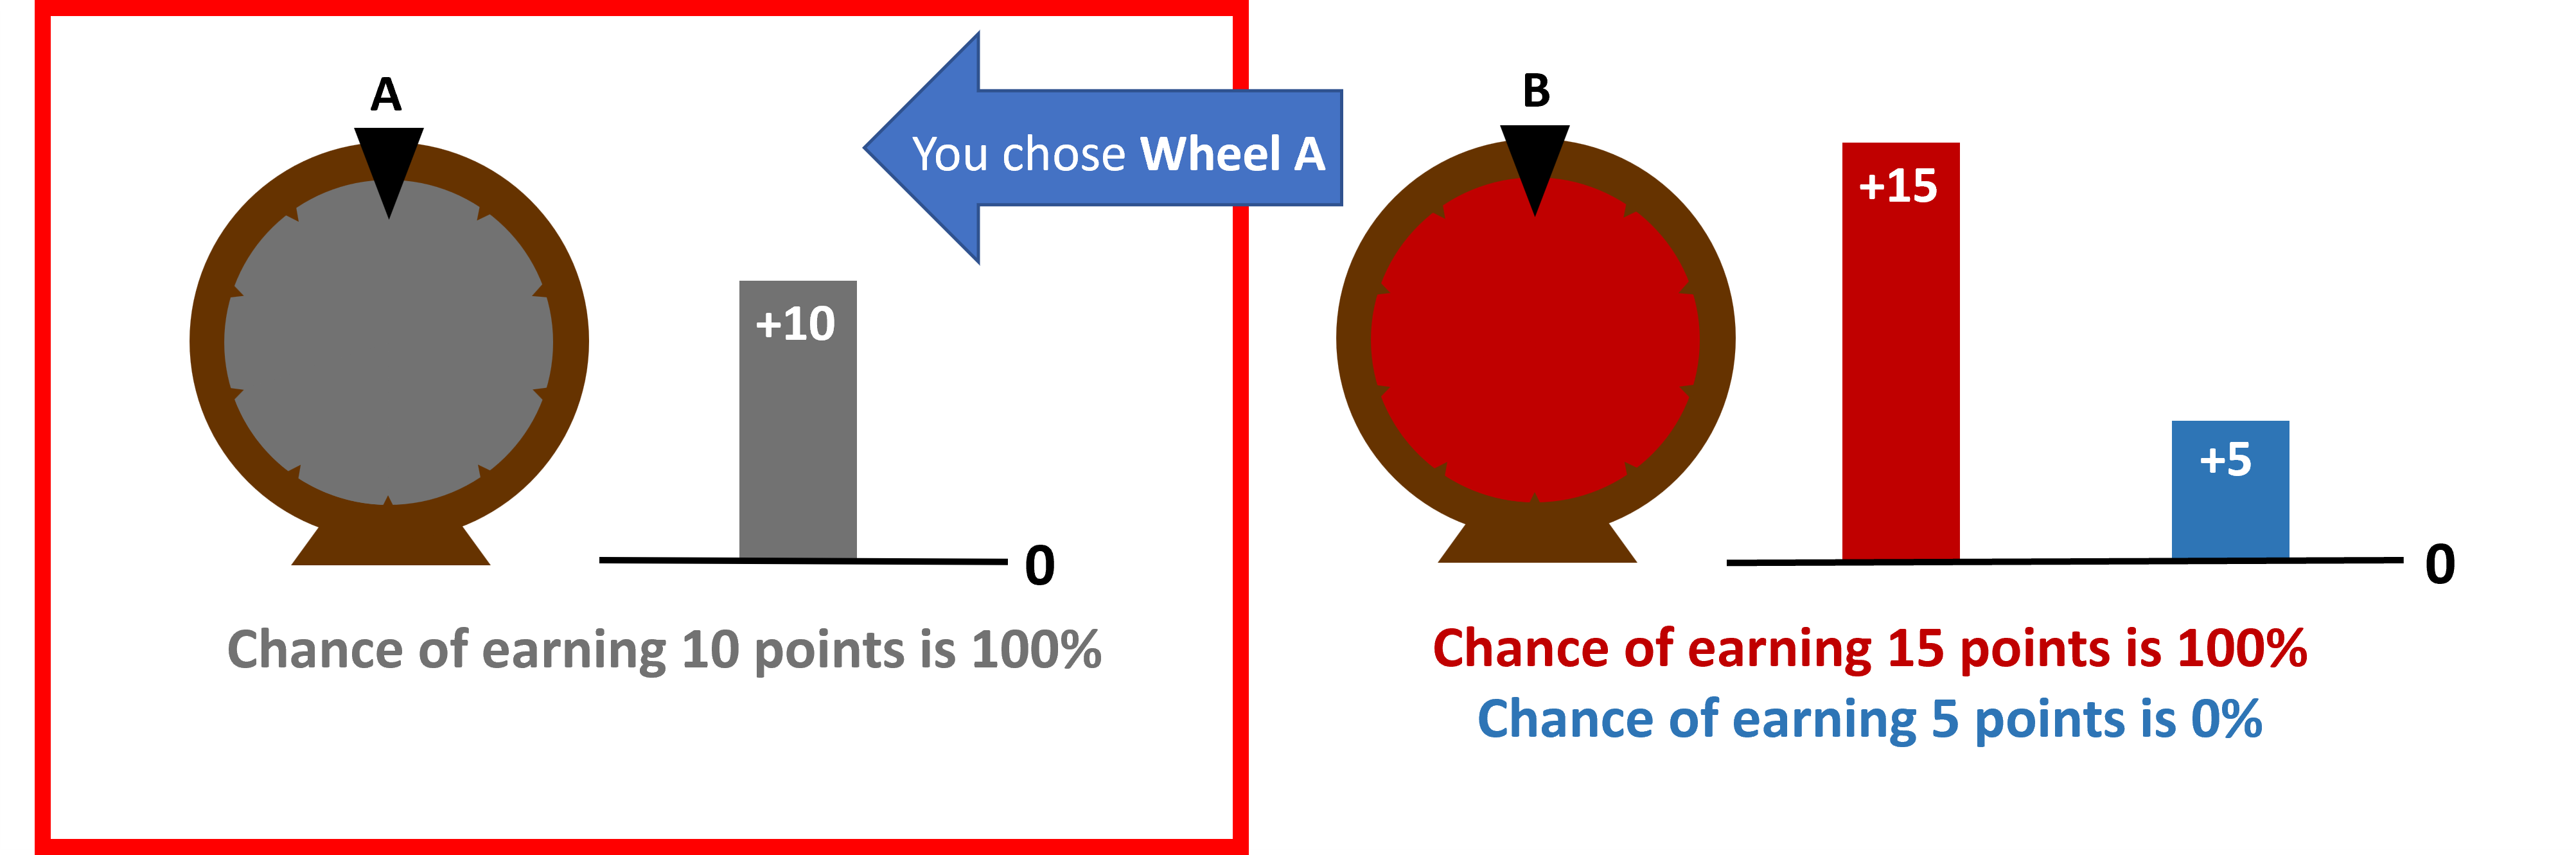 A
You chose Wheel A
+10
0
Chance of earning 10 points is 100%
B
+15
+5
0
Chance of earning 15 points is 100%
Chance of earning 5 points is 0%